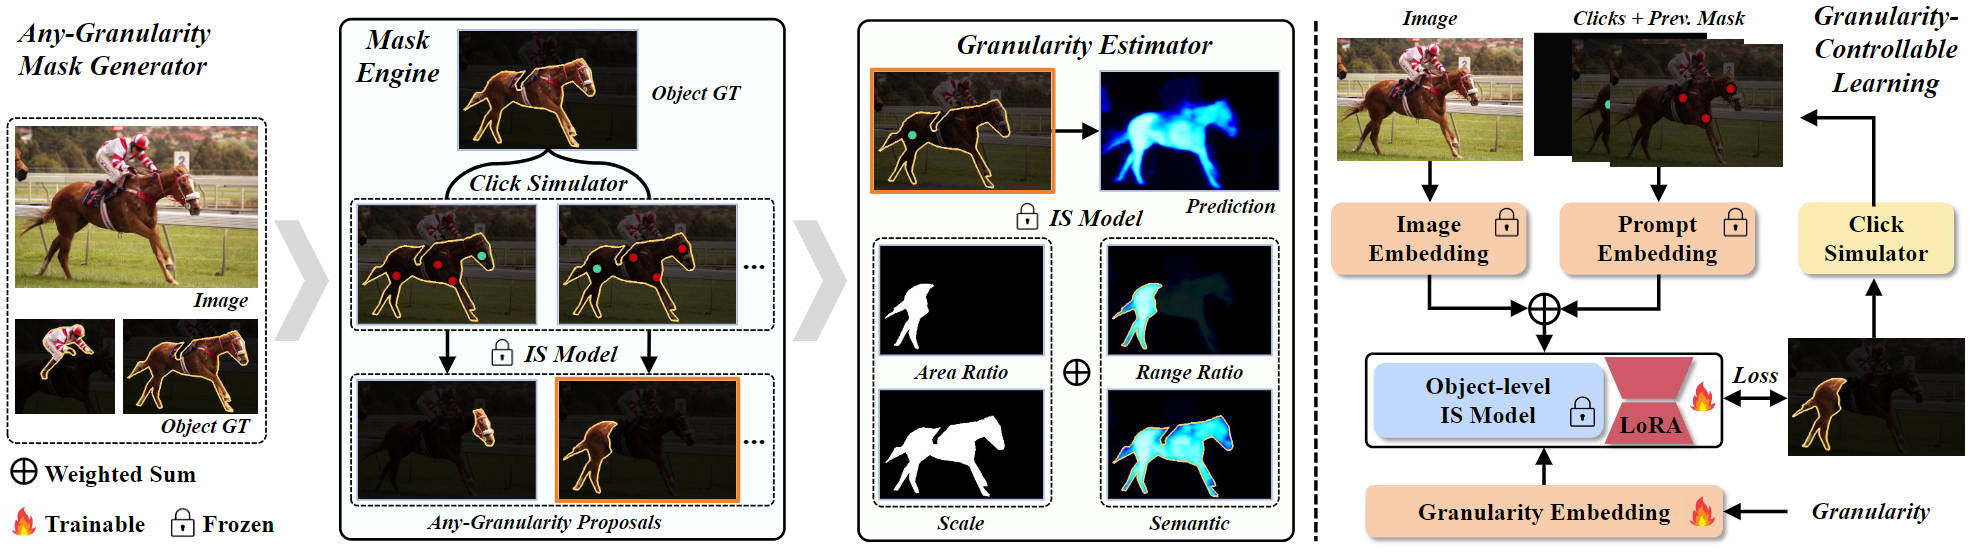 Any-Granularity
Mask Generator
Image
Object GT
Weighted Sum
Trainable
Frozen
Mask
Engine
Object GT
Click Simulator
...
IS Model
...
Any-Granularity Proposals
Granularity Estimator
Prediction
IS Model
Area Ratio
Range Ratio
Scale
Semantic
Image
Clicks + Prev. Mask
Granularity-
Controllable
Learning
Image
Embedding
Prompt
Embedding
Click
Simulator
Object-level
IS Model
LoRA
Loss
Granularity Embedding
Granularity